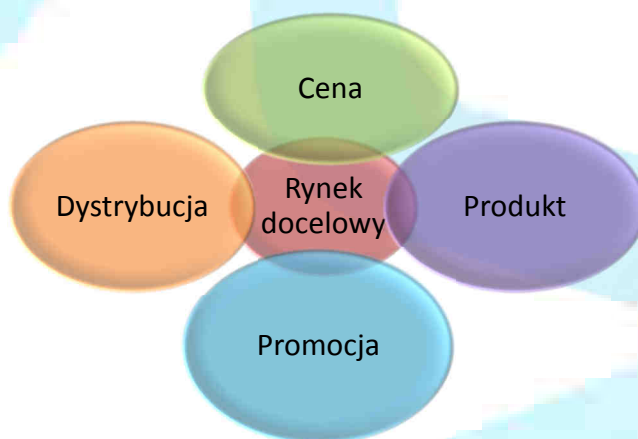 Cena
Dystrybucja
Rynek
docelowy
Produkt
Promocja